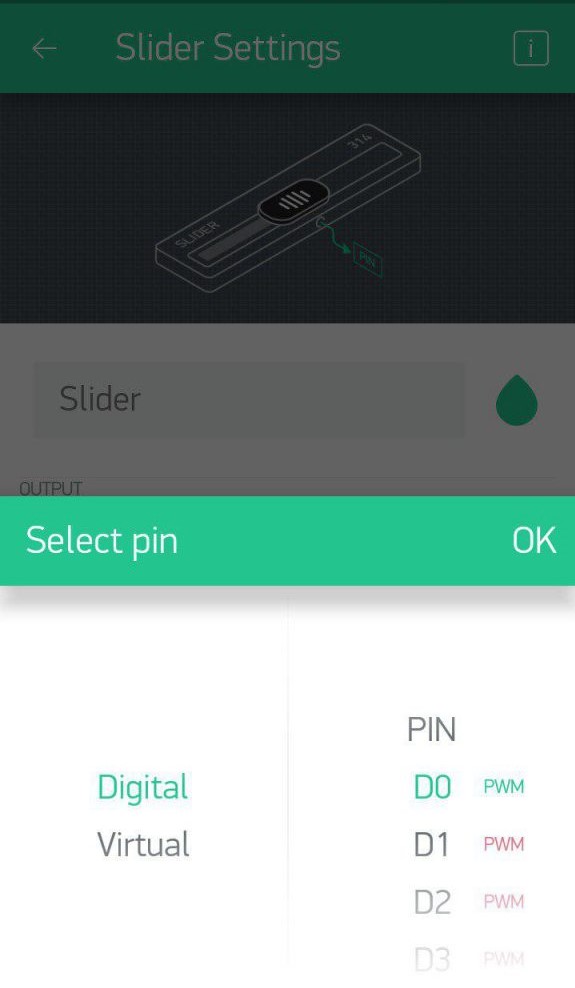 Slider Settings
i
314
SLIDER
PIN
Slider
OUTPUT
Select pin OK
PIN
Digital D0 PWM
Virtual D1 PWM
D2 PWM
D3 PWM